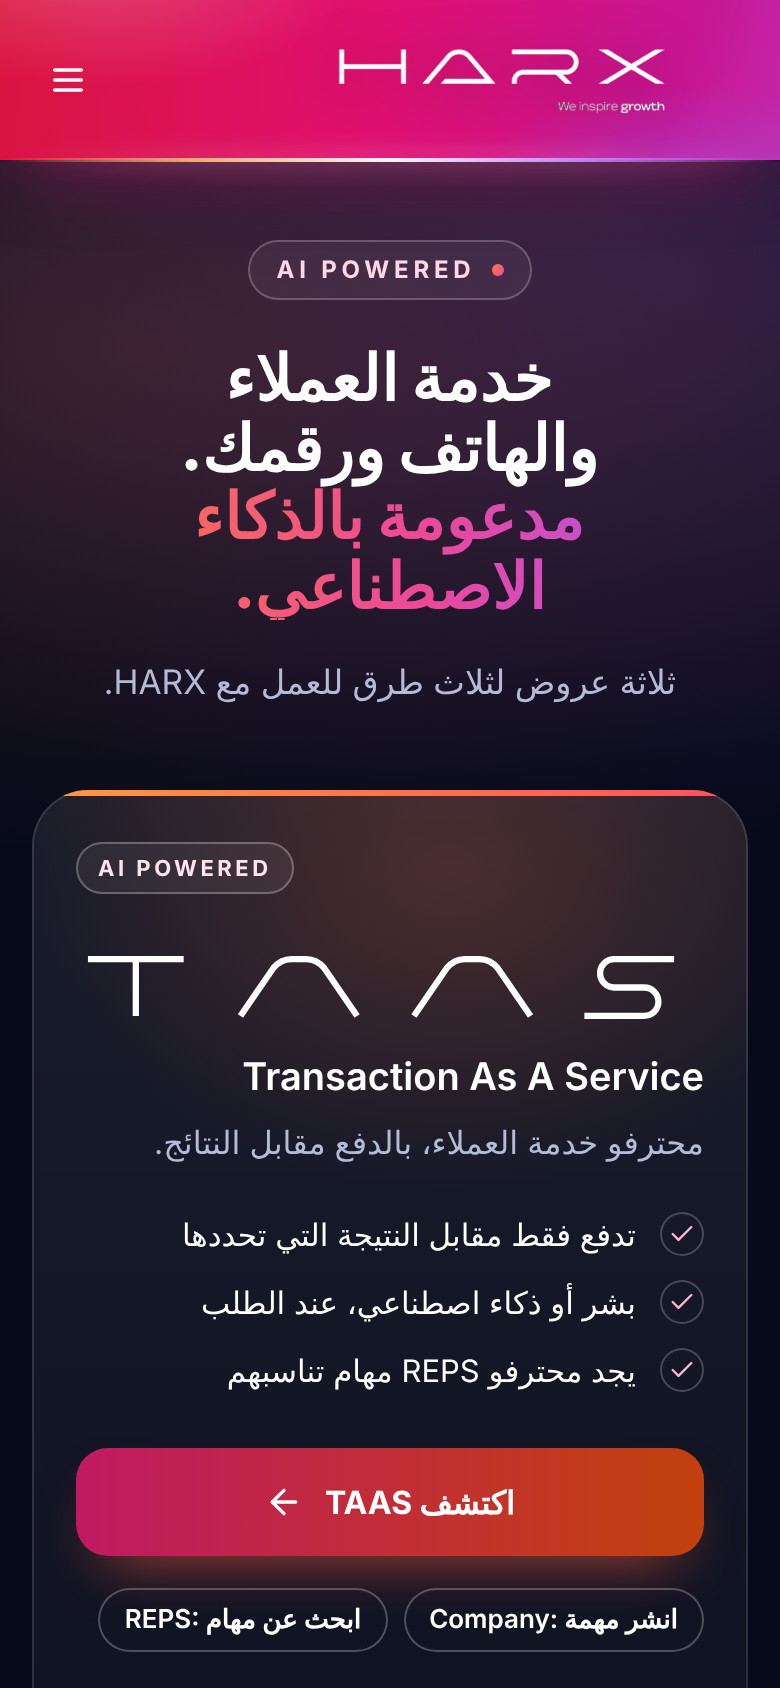 HARX
We inspire growth
AI POWERED
خدمة العملاء
والهاتف ورقمك.
مدعومة بالذكاء
الاصطناعي.
ثلاثة عروض لثلاث طرق للعمل مع HARX.
AI POWERED
TAAS
Transaction As A Service
محترفو خدمة العملاء، بالدفع مقابل النتائج.
تدفع فقط مقابل النتيجة التي تحددها
بشر أو ذكاء اصطناعي، عند الطلب
يجد محترفو REPS مهام تناسبهم
اكتشف TAAS
Company: انشر مهمة
REPS: ابحث عن مهام